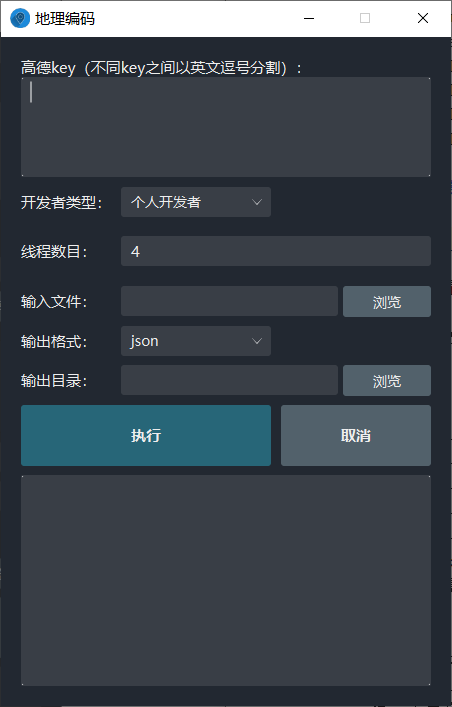 地理编码
高德key（不同key之间以英文逗号分割）：
开发者类型： 个人开发者
线程数目： 4
输入文件： 浏览
输出格式： json
输出目录： 浏览
执行 取消